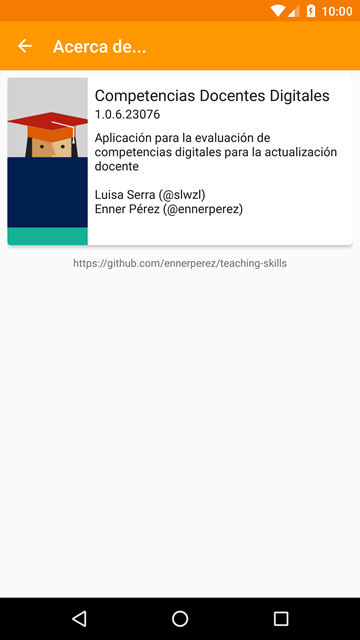 10:00
Acerca de...
Competencias Docentes Digitales
1.0.6.23076
Aplicación para la evaluación de
competencias digitales para la actualización
docente
Luisa Serra (@slwzl)
Enner Pérez (@ennerperez)
https://github.com/ennerperez/teaching-skills